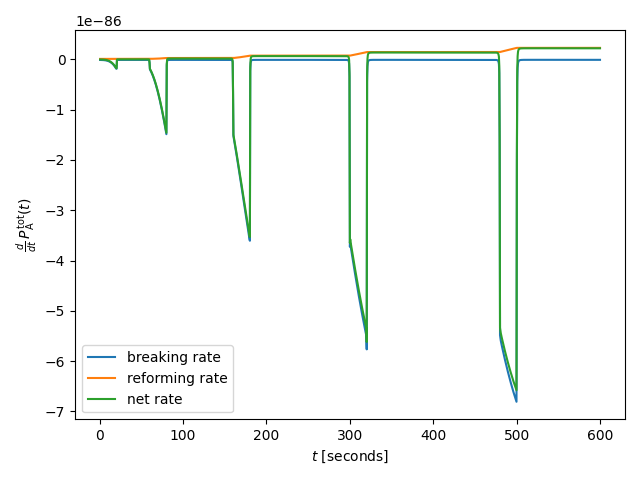 1e−86
0
−1
−2
−3
−4
−5
−6
−7
d/dt P_A^tot(t)
breaking rate
reforming rate
net rate
0 100 200 300 400 500 600
t [seconds]